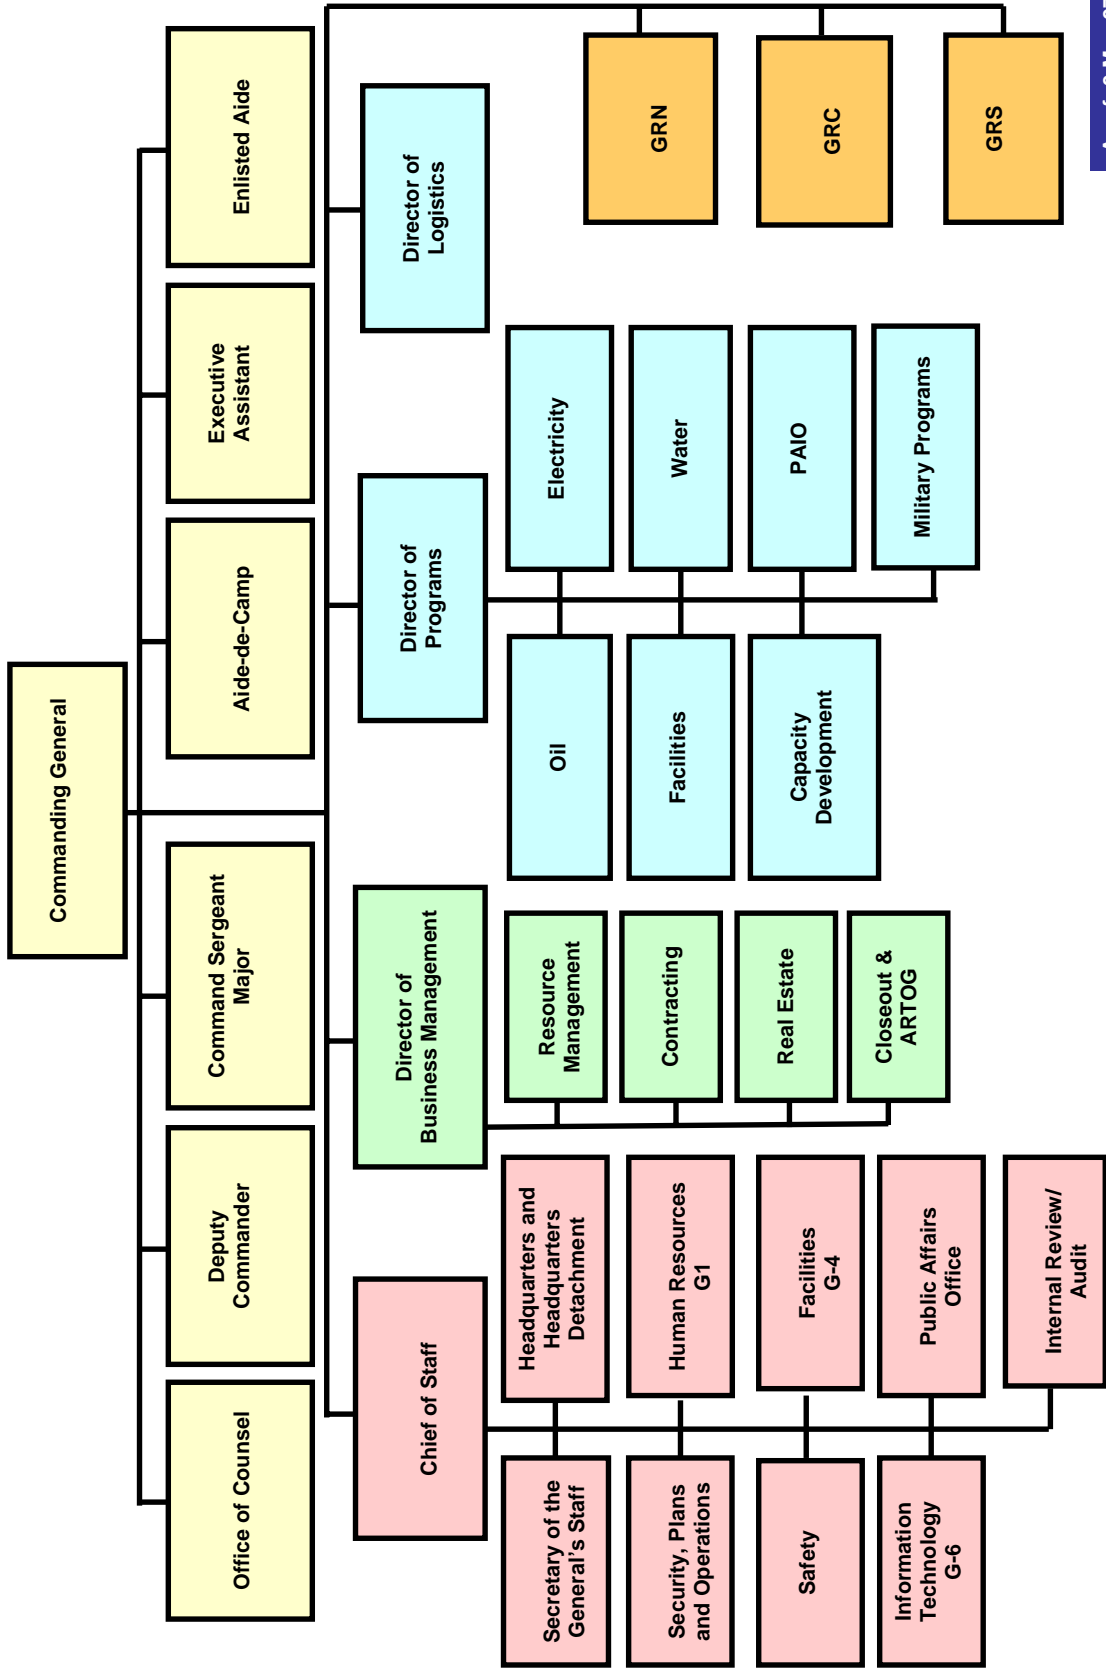 Commanding General
Office of Counsel
Deputy
Commander
Command Sergeant
Major
Aide-de-Camp
Executive
Assistant
Enlisted Aide
Chief of Staff
Director of
Business Management
Director of
Programs
Director of
Logistics
Secretary of the
General's Staff
Headquarters and
Headquarters
Detachment
Security, Plans
and Operations
Human Resources
G1
Safety
Facilities
G-4
Information
Technology
G-6
Public Affairs
Office
Internal Review/
Audit
Resource
Management
Contracting
Real Estate
Closeout &
ARTOG
Oil
Electricity
Facilities
Water
Capacity
Development
PAIO
Military Programs
GRN
GRC
GRS